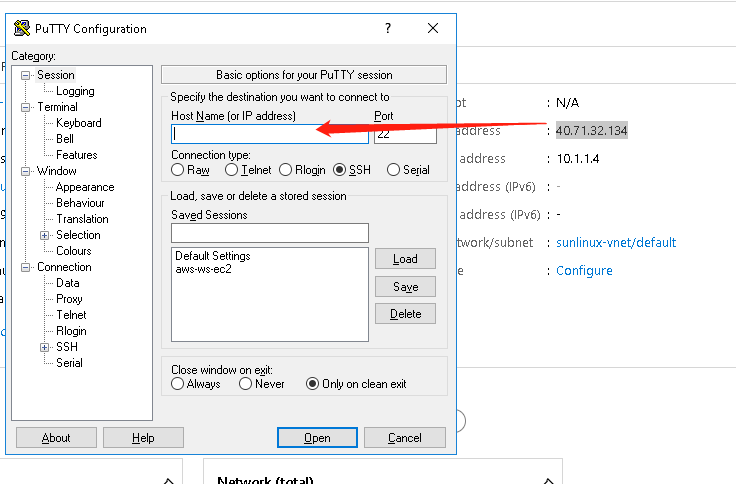 PuTTY Configuration
?
Category:
Session
Logging
Terminal
Keyboard
Bell
Features
Window
Appearance
Behaviour
Translation
Selection
Colours
Connection
Data
Proxy
Telnet
Rlogin
SSH
Serial
Basic options for your PuTTY session
Specify the destination you want to connect to
Host Name (or IP address)
Port
22
Connection type:
Raw
Telnet
Rlogin
SSH
Serial
Load, save or delete a stored session
Saved Sessions
Default Settings
aws-ws-ec2
Load
Save
Delete
Close window on exit:
Always
Never
Only on clean exit
About
Help
Open
Cancel
: N/A
address : 40.71.32.134
address : 10.1.1.4
address (IPv6) : -
address (IPv6) : -
/subnet : sunlinux-vnet/default
: Configure
Network (total)